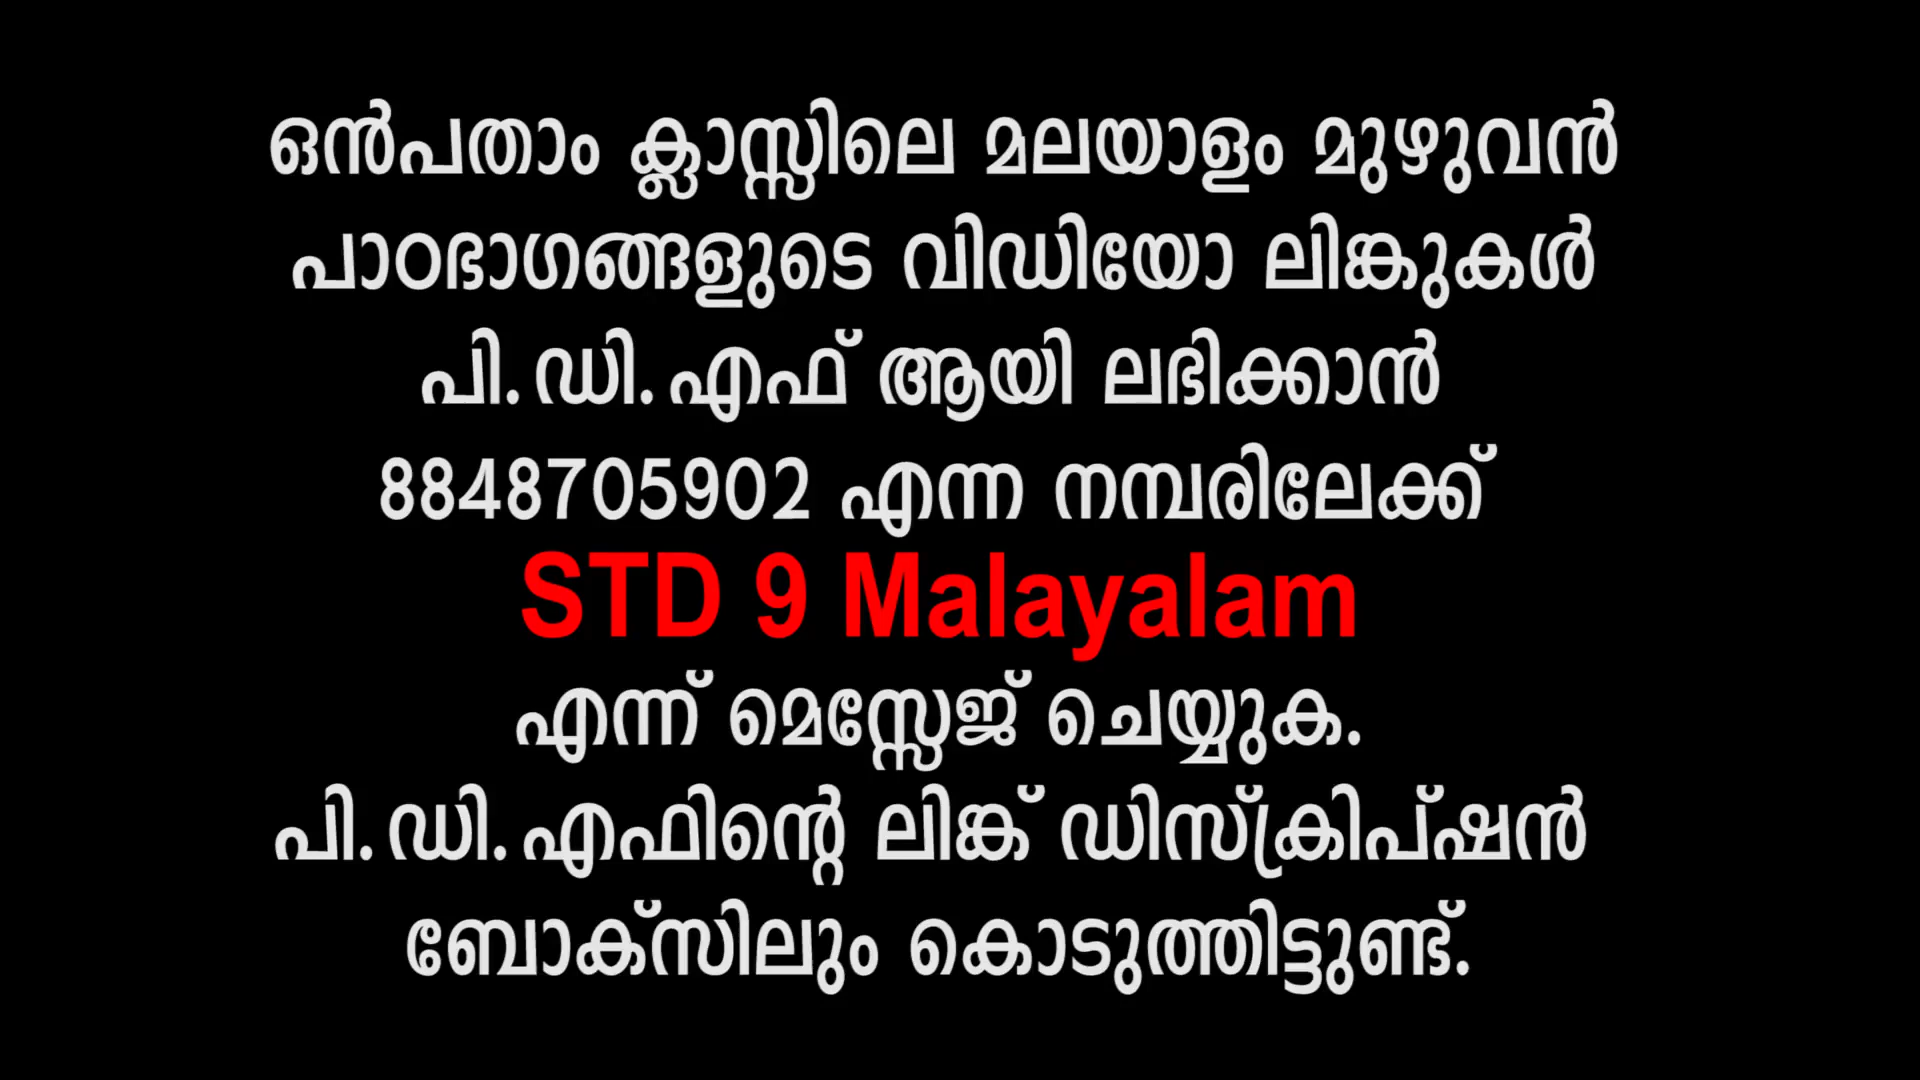 ഒൻപതാം ക്ലാസ്സിലെ മലയാളം മുഴുവൻ
പാഠഭാഗങ്ങളുടെ വിഡിയോ ലിങ്കുകൾ
പി.ഡി.എഫ് ആയി ലഭിക്കാൻ
8848705902 എന്ന നമ്പരിലേക്ക്
STD 9 Malayalam
എന്ന് മെസ്സേജ് ചെയ്യുക.
പി.ഡി.എഫിന്റെ ലിങ്ക് ഡിസ്ക്രിപ്ഷൻ
ബോക്സിലും കൊടുത്തിട്ടുണ്ട്.